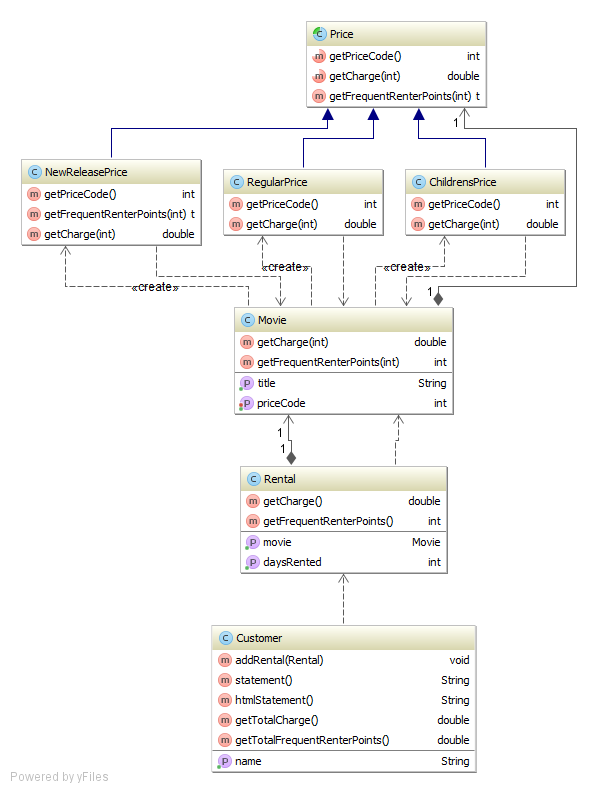 Price
getPriceCode() int
getCharge(int) double
getFrequentRenterPoints(int) t
1
NewReleasePrice
getPriceCode() int
getFrequentRenterPoints(int) t
getCharge(int) double
RegularPrice
getPriceCode() int
getCharge(int) double
ChildrensPrice
getPriceCode() int
getCharge(int) double
«create»
«create»
«create»
1
Movie
getCharge(int) double
getFrequentRenterPoints(int) int
title String
priceCode int
1
1
Rental
getCharge() double
getFrequentRenterPoints() int
movie Movie
daysRented int
Customer
addRental(Rental) void
statement() String
htmlStatement() String
getTotalCharge() double
getTotalFrequentRenterPoints() double
name String
Powered by yFiles